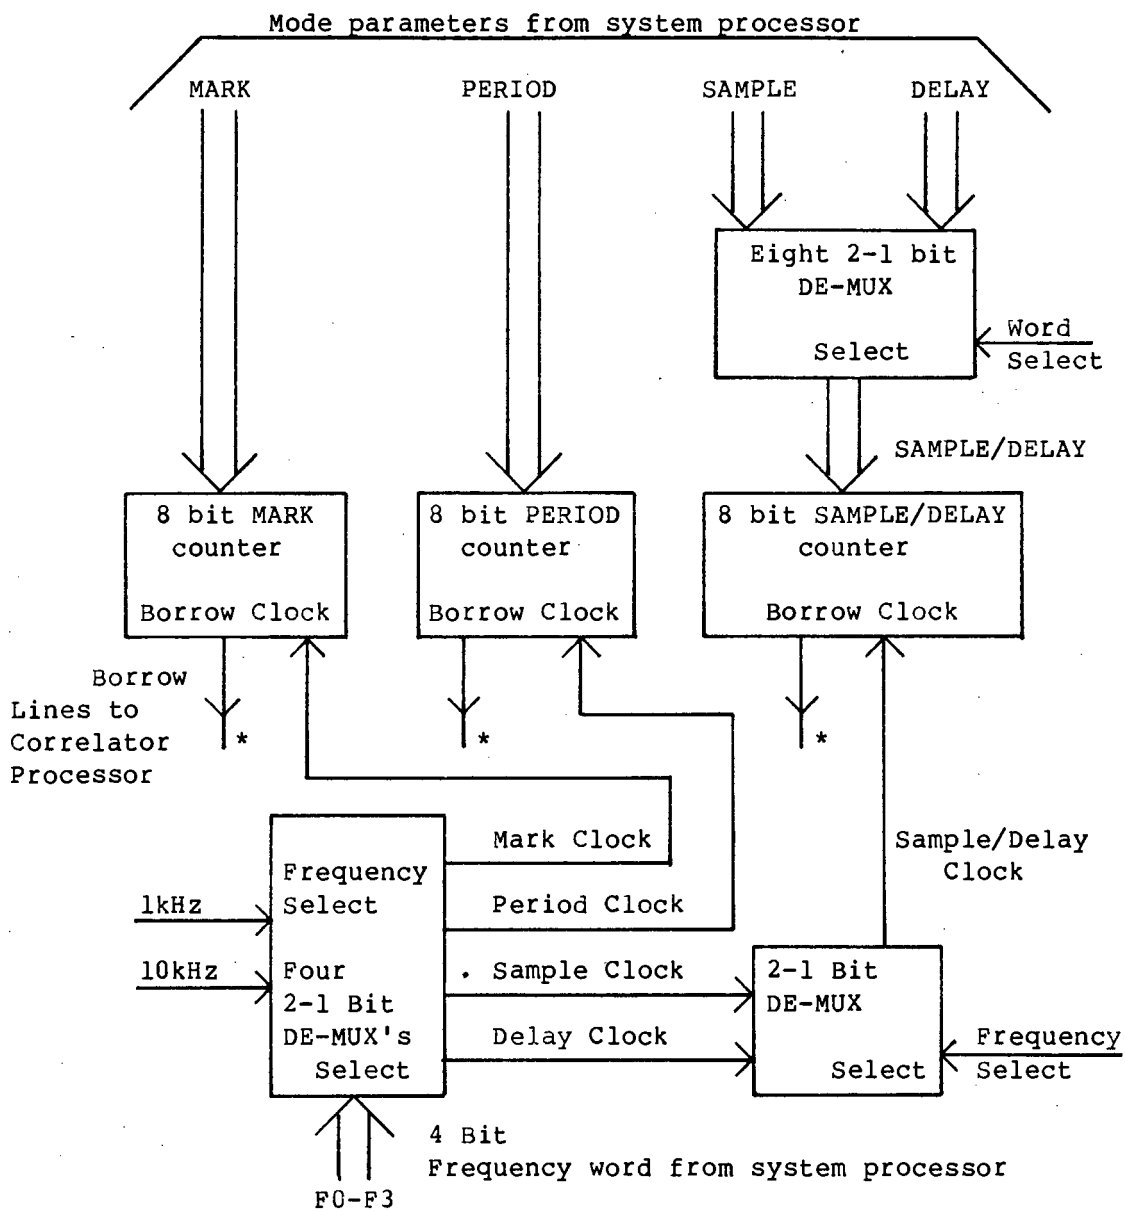 Mode parameters from system processor
MARK
PERIOD
SAMPLE
DELAY
Eight 2-1 bit
DE-MUX
Select
Word
Select
SAMPLE/DELAY
8 bit MARK
counter
Borrow Clock
8 bit PERIOD
counter
Borrow Clock
8 bit SAMPLE/DELAY
counter
Borrow Clock
Borrow
Lines to
Correlator
Processor
*
*
*
Mark Clock
Period Clock
Sample Clock
Delay Clock
Sample/Delay
Clock
1kHz
10kHz
Frequency
Select
Four
2-1 Bit
DE-MUX's
Select
2-1 Bit
DE-MUX
Select
Frequency
Select
4 Bit
Frequency word from system processor
F0-F3